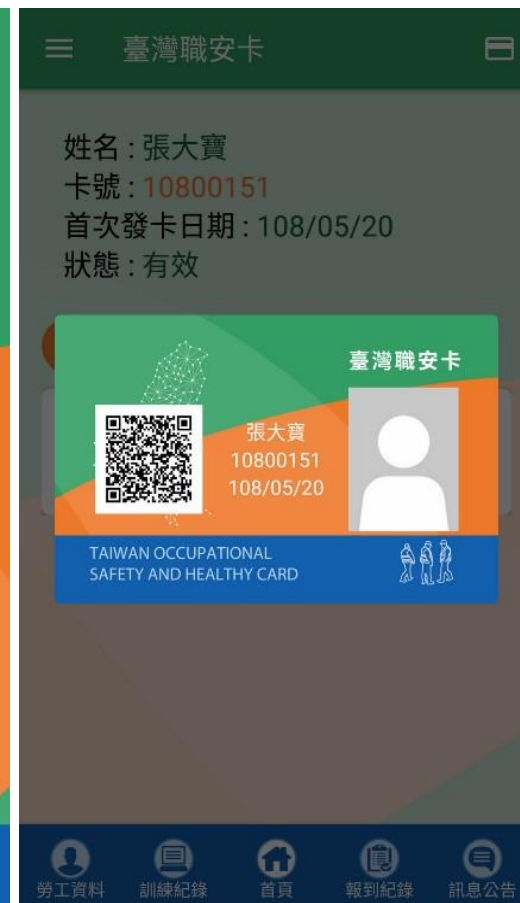 臺灣職安卡
姓名 : 張大寶
卡號 : 10800151
首次發卡日期 : 108/05/20
狀態 : 有效
臺灣職安卡
張大寶
10800151
108/05/20
TAIWAN OCCUPATIONAL
SAFETY AND HEALTHY CARD
勞工資料 訓練紀錄 首頁 報到紀錄 訊息公告